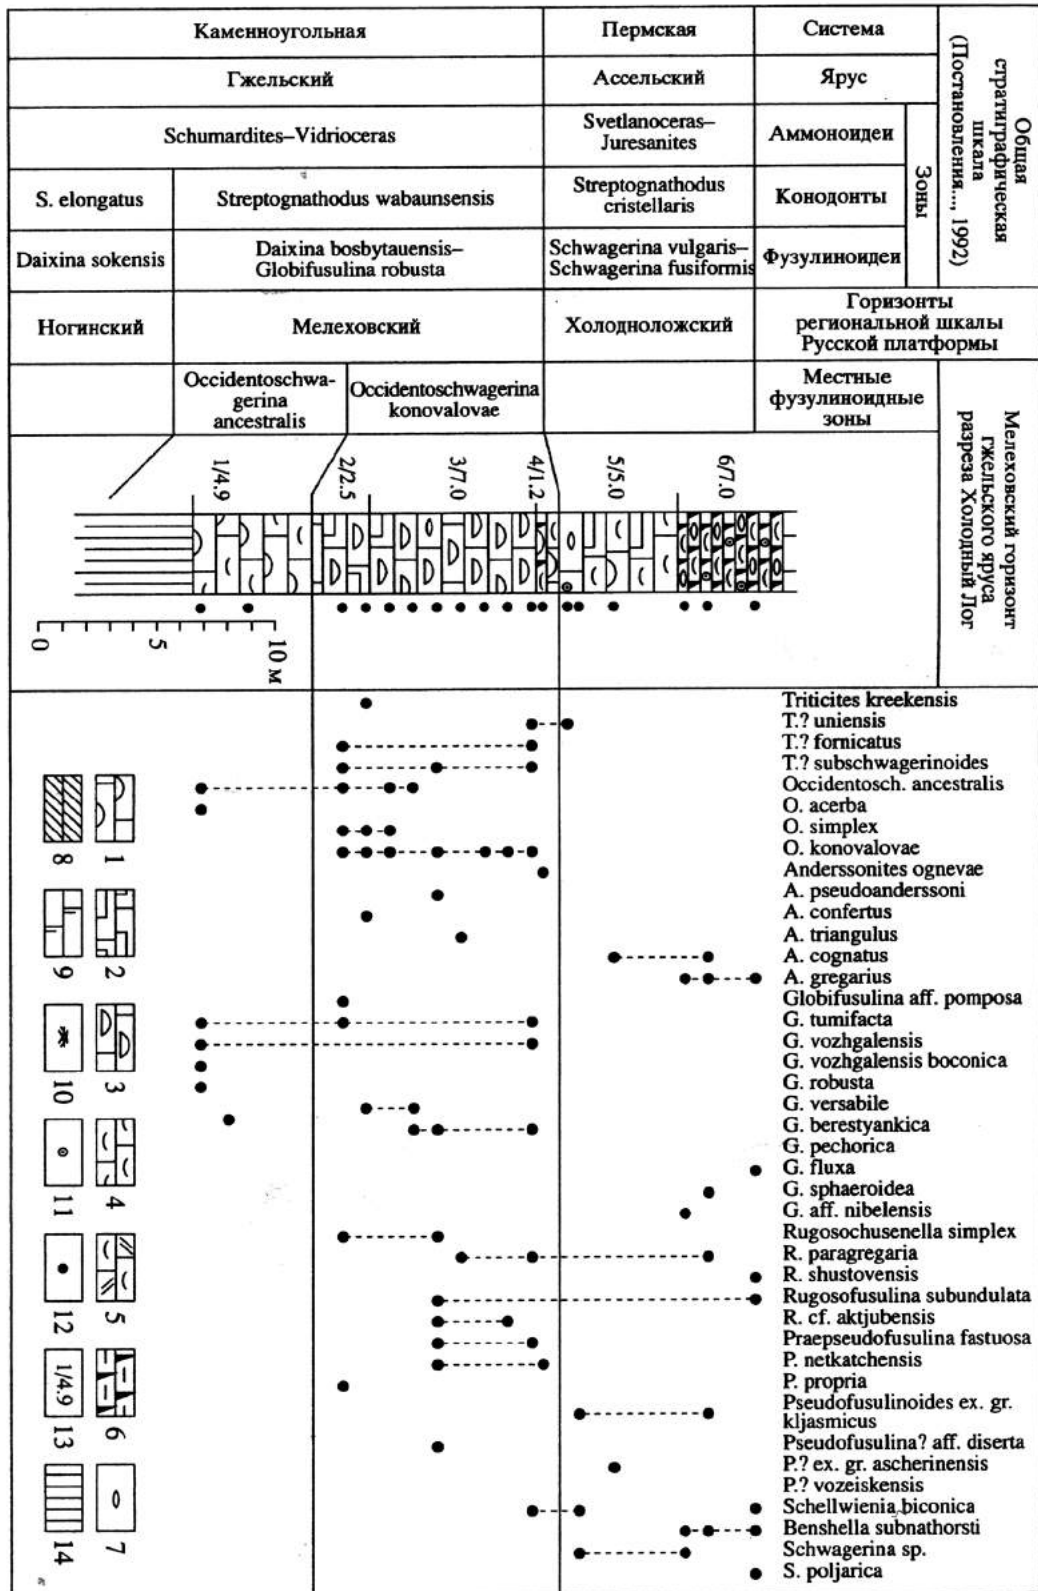 Каменноугольная
Пермская
Система
Гжельский
Ассельский
Ярус
Schumardites–Vidrioceras
Svetlanoceras–
Juresanites
Аммоноидеи
S. elongatus
Streptognathodus wabaunsensis
Streptognathodus
cristellaris
Конодонты
Daixina sokensis
Daixina bosbytauensis–
Globifusulina robusta
Schwagerina vulgaris–
Schwagerina fusiformis
Фузулиноидеи
Зоны
Общая
стратиграфическая
шкала
(Постановления..., 1992)
Ногинский
Мелеховский
Холодноложский
Горизонты
региональной шкалы
Русской платформы
Occidentoschwa-
gerina
ancestralis
Occidentoschwagerina
konovalovae
Местные
фузулиноидные
зоны
Мелеховский горизонт
гжельского яруса
разреза Холодный Лог
1/4.9
2/2.5
3/7.0
4/1.2
5/5.0
6/7.0
0
5
10 м
Triticites kreekensis
T.? uniensis
T.? fornicatus
T.? subschwagerinoides
Occidentosch. ancestralis
O. acerba
O. simplex
O. konovalovae
Anderssonites ognevae
A. pseudoanderssoni
A. confertus
A. triangulus
A. cognatus
A. gregarius
Globifusulina aff. pomposa
G. tumifacta
G. vozhgalensis
G. vozhgalensis boconica
G. robusta
G. versabile
G. berestyankica
G. pechorica
G. fluxa
G. sphaeroidea
G. aff. nibelensis
Rugosochusenella simplex
R. paragregaria
R. shustovensis
Rugosofusulina subundulata
R. cf. aktjubensis
Praepseudofusulina fastuosa
P. netkatchensis
P. propria
Pseudofusulinoides ex. gr.
kljasmicus
Pseudofusulina? aff. diserta
P.? ex. gr. ascherinensis
P.? vozeiskensis
Schellwienia biconica
Benshella subnathorsti
Schwagerina sp.
S. poljarica
1
2
3
4
5
6
7
8
9
10
11
12
1/4.9
13
14